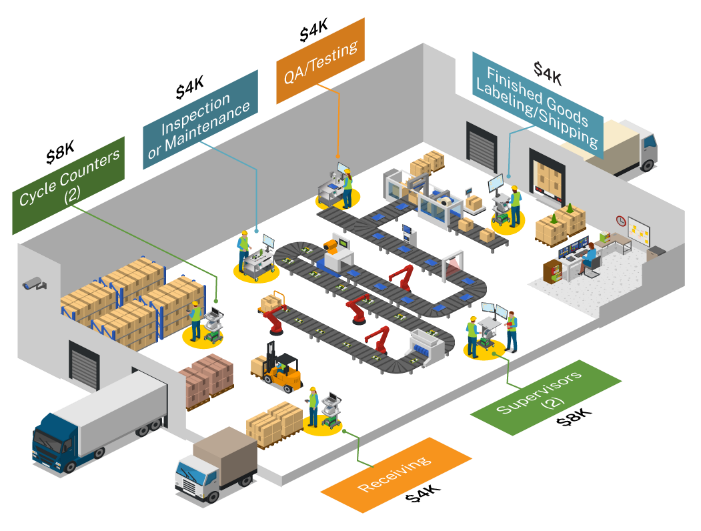 $4K
QA/Testing
$4K
Inspection
or Maintenance
$4K
Finished Goods
Labeling/Shipping
$8K
Cycle Counters
(2)
Supervisors
(2)
$8K
Receiving
$4K